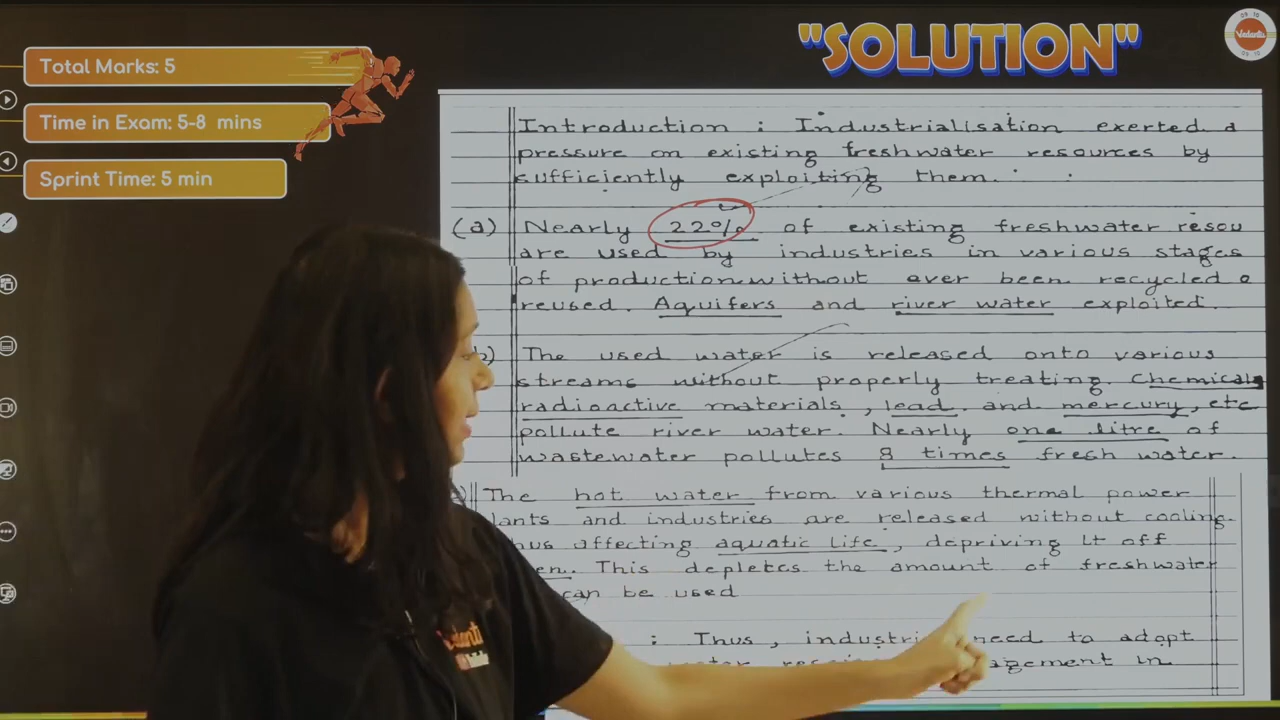 "SOLUTION"
Vedantu
Total Marks: 5
Time in Exam: 5-8 mins
Sprint Time: 5 min
Introduction : Industrialisation exerted a
pressure on existing freshwater resources by
sufficiently exploiting them.
(a) Nearly 22% of existing freshwater resou
are used by industries in various stages
of production without ever been recycled
reused. Aquifers and river water exploited.
b) The used water is released onto various
streams without properly treating. Chemicals
radioactive materials, lead and mercury, etc
pollute river water. Nearly one litre of
wastewater pollutes 8 times fresh water.
The hot water from various thermal power
lants and industries are released without cooling.
hus affecting aquatic life, depriving it off
en. This depletes the amount of freshwater
can be used
: Thus, industri need to adopt
agement in